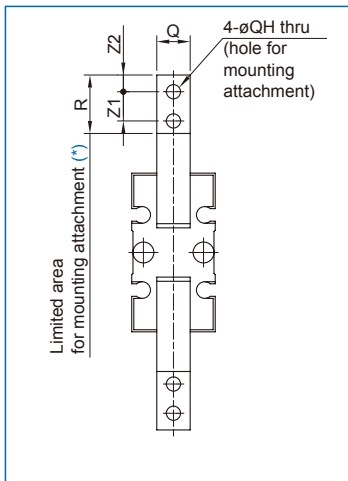 Q
4-øQH thru
(hole for
mounting
attachment)
Z2
R
Z1
Limited area
for mounting attachment (*)